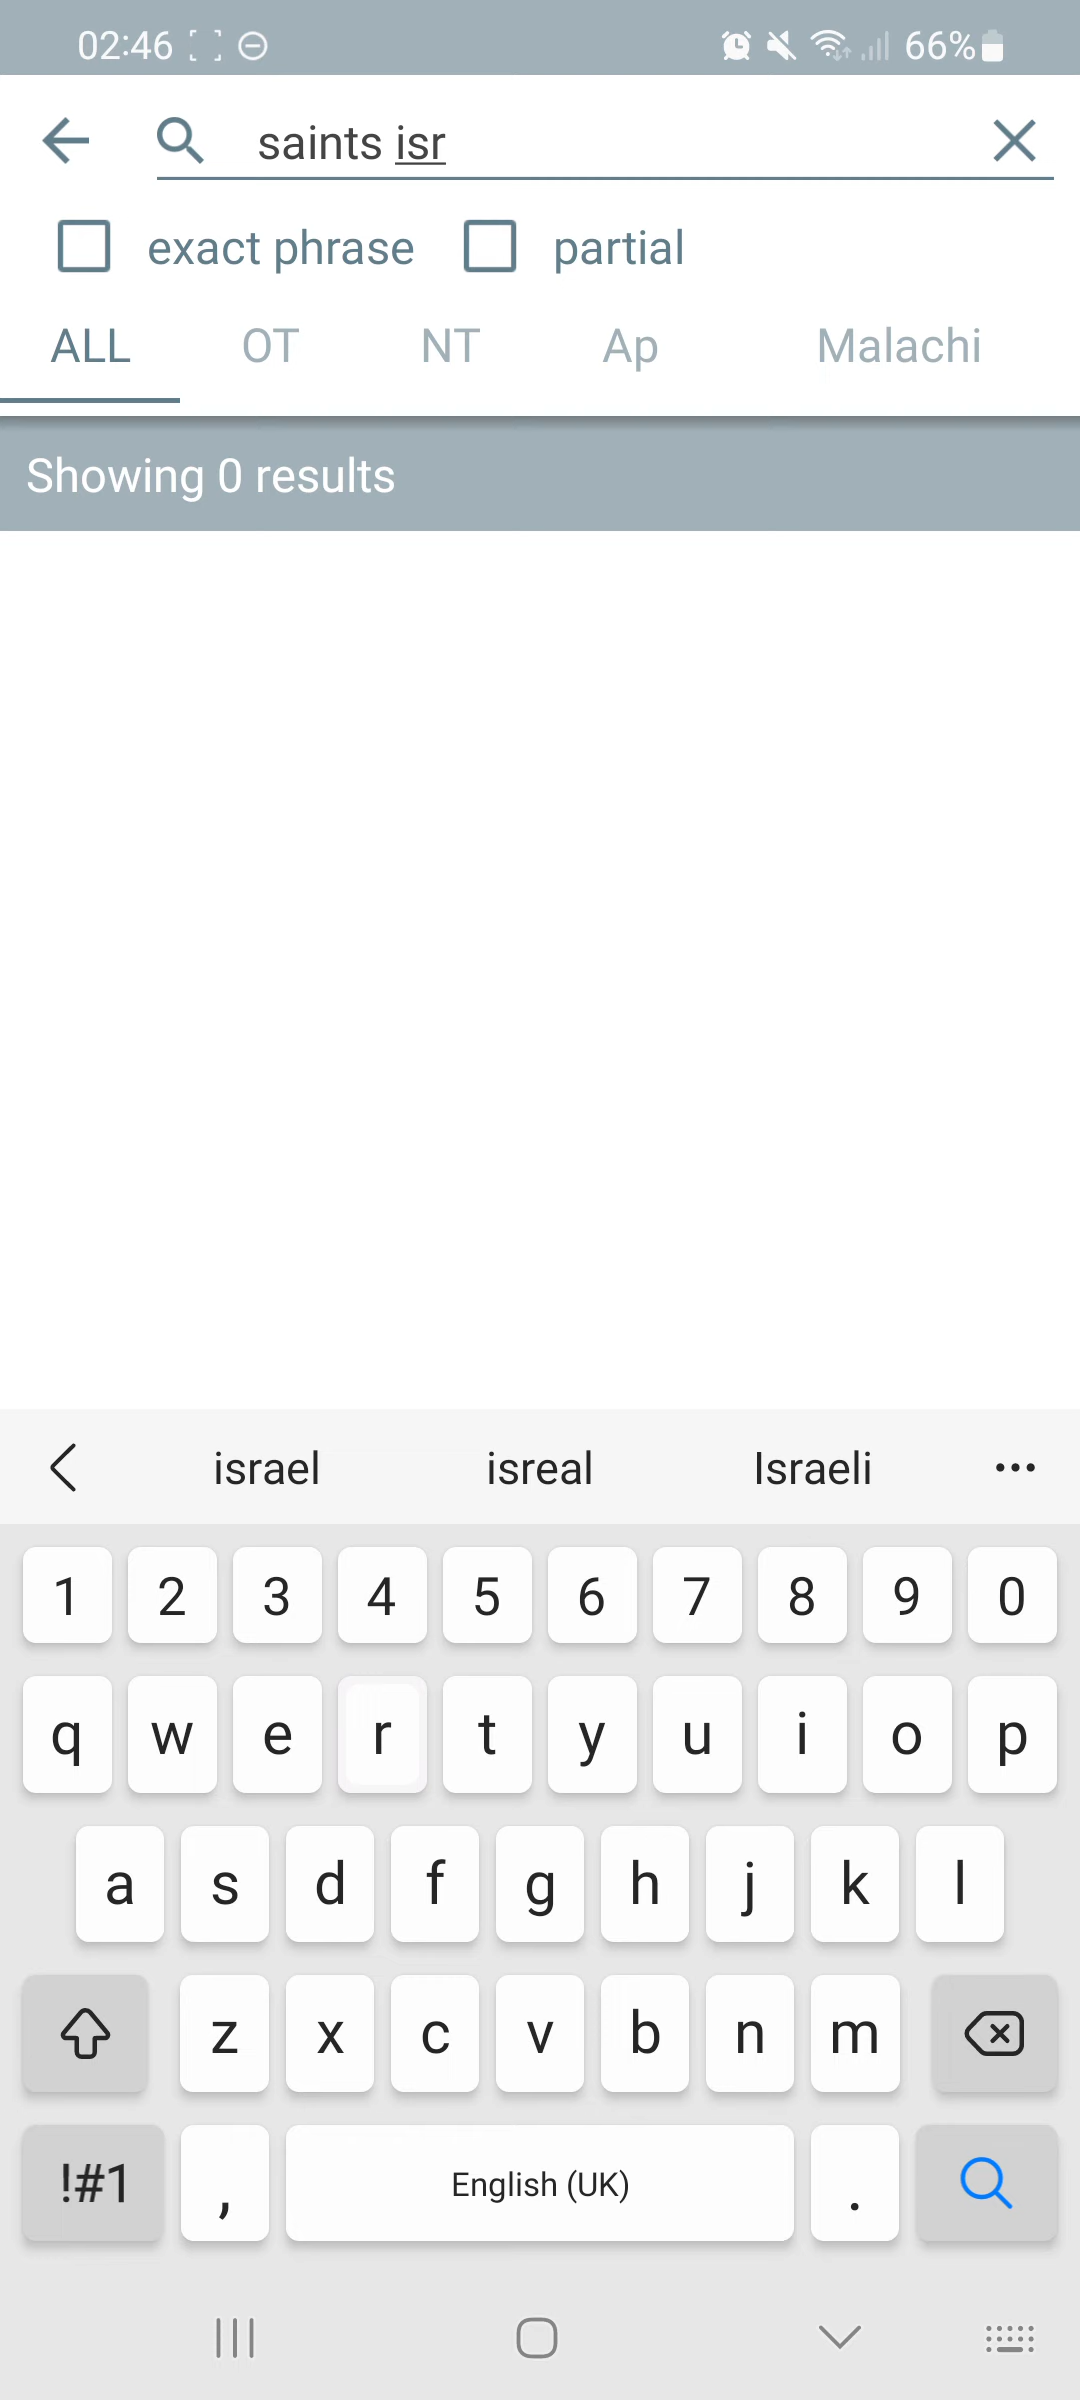 02:46 66%
saints isr
exact phrase partial
ALL OT NT Ap Malachi
Showing 0 results
israel isreal Israeli ...
1 2 3 4 5 6 7 8 9 0
q w e r t y u i o p
a s d f g h j k l
z x c v b n m
!#1 , English (UK) .